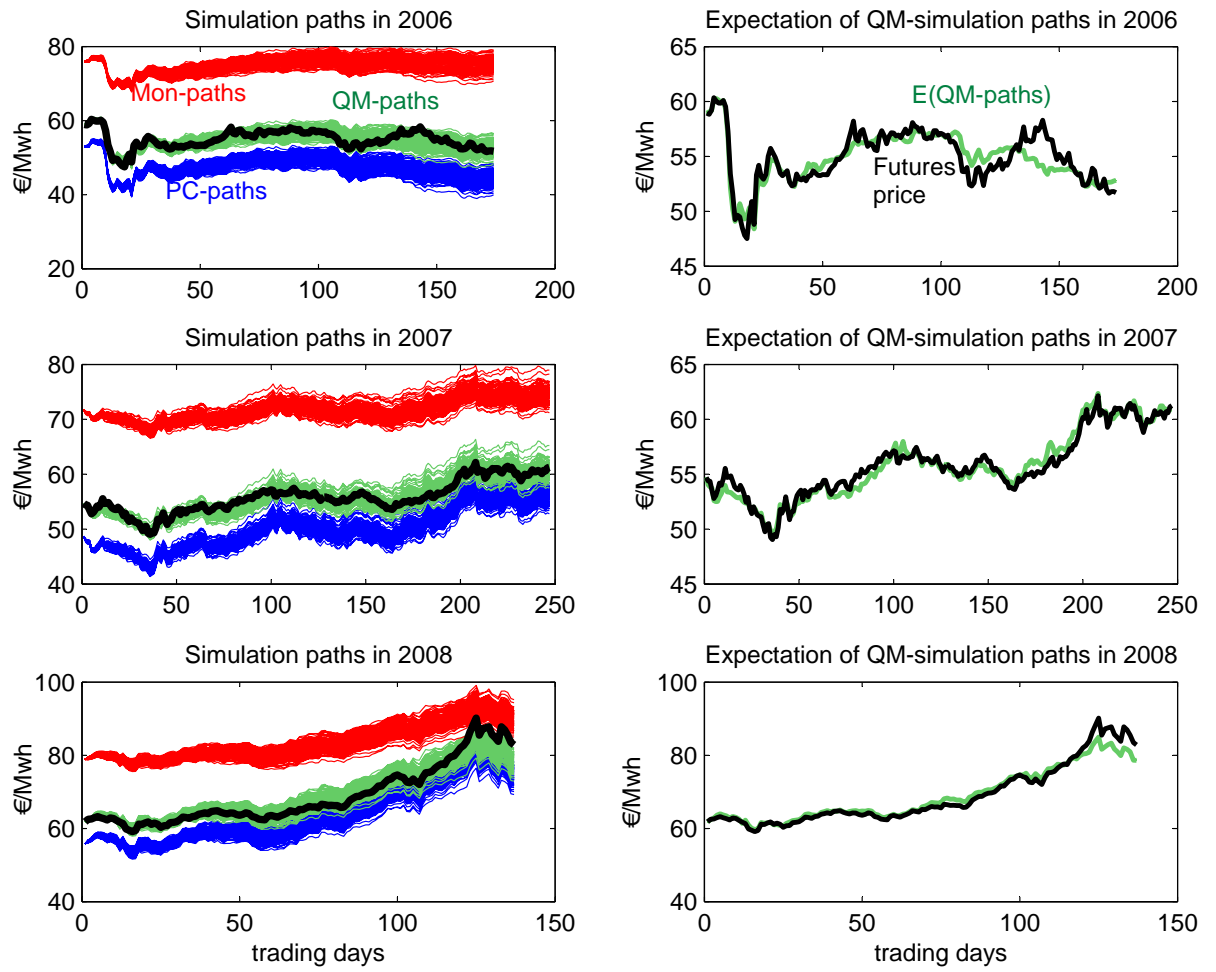 Simulation paths in 2006
80
60
40
20
€/Mwh
Mon-paths
QM-paths
PC-paths
0 50 100 150 200
Expectation of QM-simulation paths in 2006
65
60
55
50
45
€/Mwh
E(QM-paths)
Futures
price
0 50 100 150 200
Simulation paths in 2007
80
70
60
50
40
€/Mwh
0 50 100 150 200 250
Expectation of QM-simulation paths in 2007
65
60
55
50
45
€/Mwh
0 50 100 150 200 250
Simulation paths in 2008
100
80
60
40
€/Mwh
0 50 100 150
trading days
Expectation of QM-simulation paths in 2008
100
80
60
40
€/Mwh
0 50 100 150
trading days